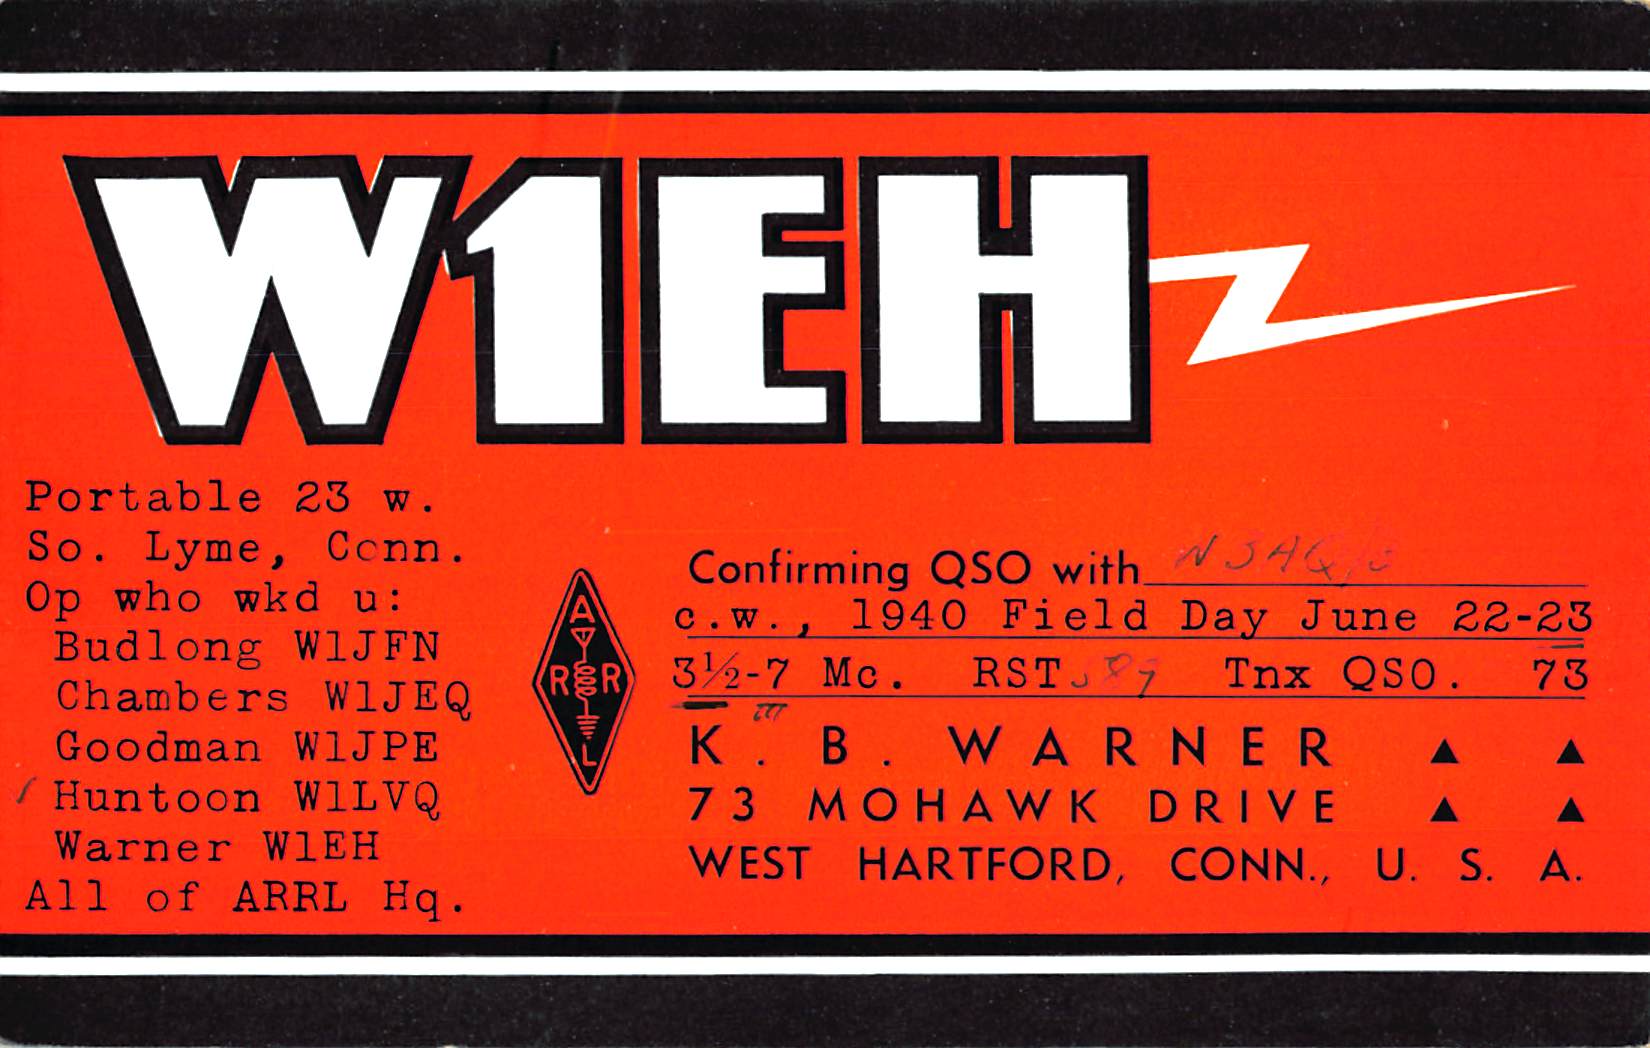 W1EH
Portable 23 w.
So. Lyme, Conn.
Op who wkd u:
Budlong W1JFN
Chambers W1JEQ
Goodman W1JPE
Huntoon W1LVQ
Warner W1EH
All of ARRL Hq.
A
R R
L
Confirming QSO with
c.w., 1940 Field Day June 22-23
3½-7 Mc. RST 589 Tnx QSO. 73
K. B. WARNER
73 MOHAWK DRIVE
WEST HARTFORD, CONN., U. S. A.